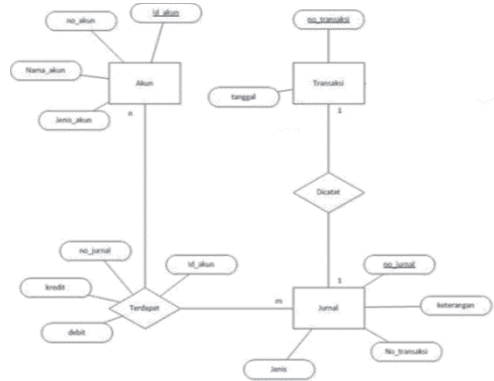 no_akun
id_akun
no_transaksi
Nama_akun
Akun
Transaksi
tanggal
Jenis_akun
n
1
Dicatat
no_jurnal
id_akun
no_jurnal
kredit
1
keterangan
Terdapat
m
Jurnal
debit
No_transaksi
Jenis